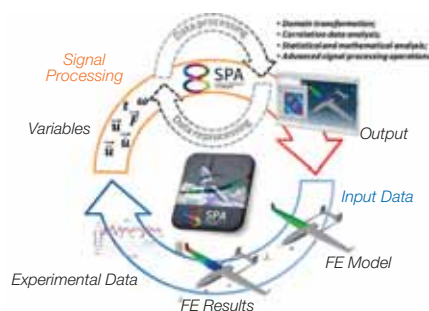 Data processing
• Domain transformation;
• Correlation data analysis;
• Statistical and mathematical analysis;
• Advanced signal processing operations
Signal
Processing
SPA
t ω
Variables
u F
u u
Data processing
Output
Input Data
SPA
FE Model
Experimental Data
FE Results